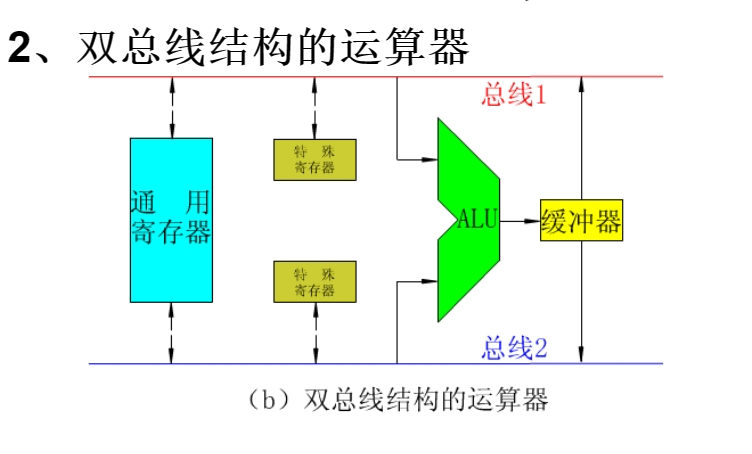 2、双总线结构的运算器
总线1
特 殊
寄存器
通 用
寄存器
ALU
缓冲器
特 殊
寄存器
总线2
（b）双总线结构的运算器